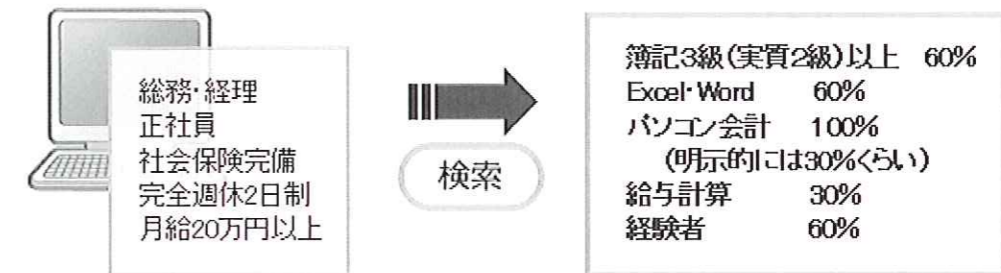 総務・経理
正社員
社会保険完備
完全週休2日制
月給20万円以上
検索
簿記3級(実質2級)以上 60%
Excel・Word 60%
パソコン会計 100%
(明示的には30%くらい)
給与計算 30%
経験者 60%